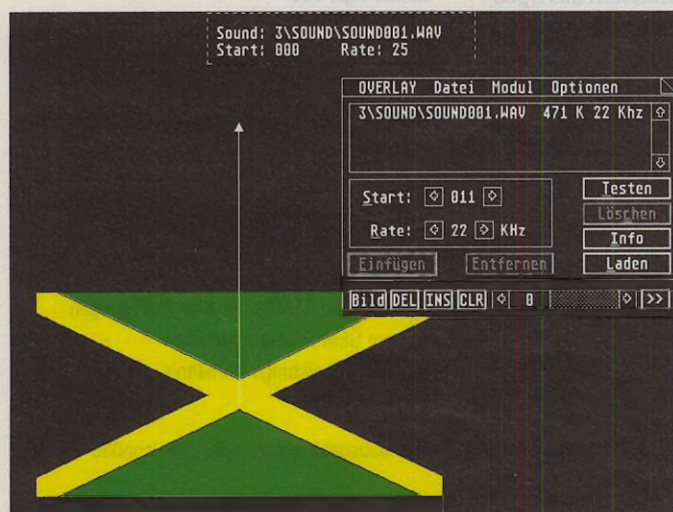 Sound: 3\SOUND\SOUND001.WAV
Start: 000 Rate: 25
OVERLAY Datei Modul Optionen
3\SOUND\SOUND001.WAV 471 K 22 Khz
Start: 011
Rate: 22 KHz
Testen
Löschen
Info
Laden
Einfügen Entfernen
Bild DEL INS CLR 0 >>